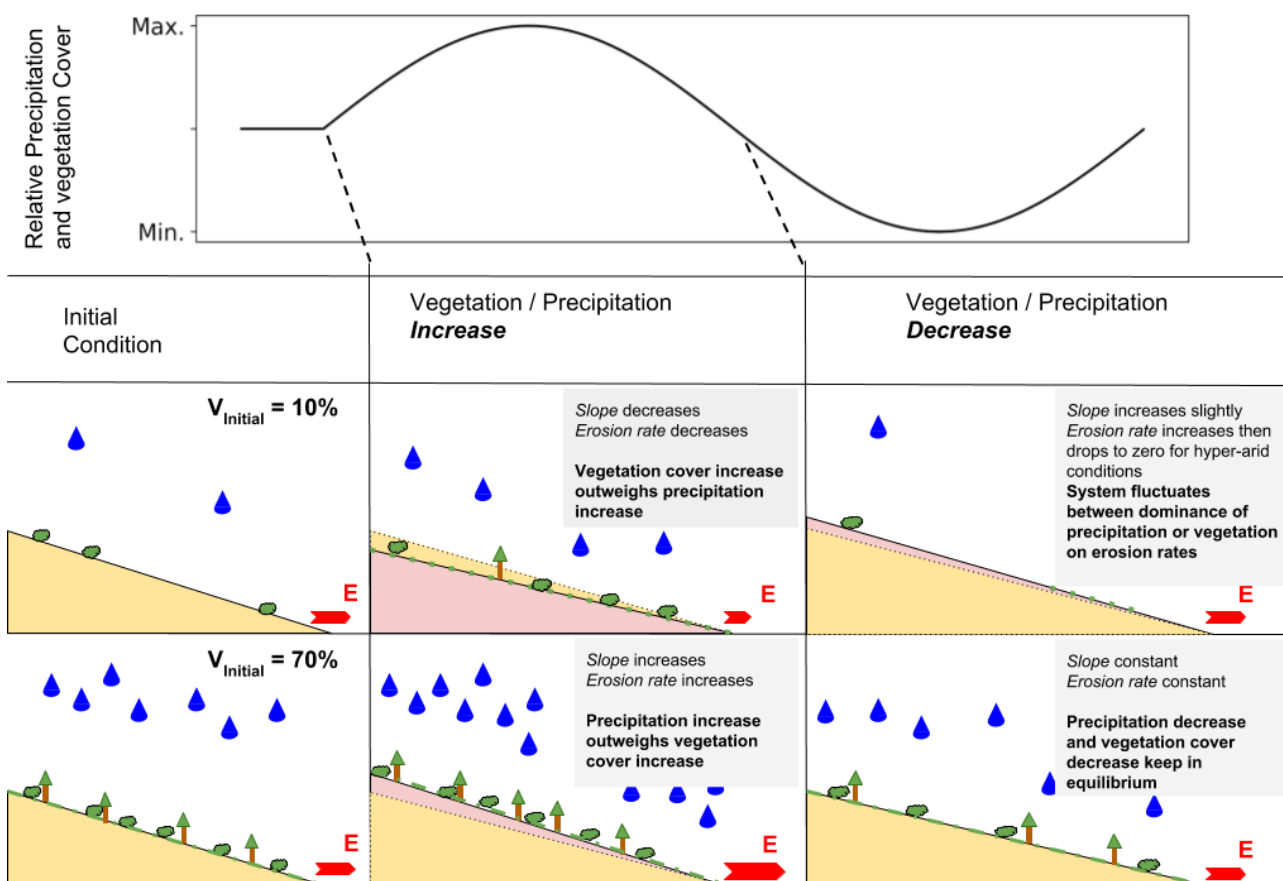 Relative Precipitation
and vegetation Cover
Max.
Min.
Initial
Condition
Vegetation / Precipitation
Increase
Vegetation / Precipitation
Decrease
V Initial = 10%
E
Slope decreases
Erosion rate decreases
Vegetation cover increase
outweighs precipitation
increase
E
Slope increases slightly
Erosion rate increases then
drops to zero for hyper-arid
conditions
System fluctuates
between dominance of
precipitation or vegetation
on erosion rates
E
V Initial = 70%
E
Slope increases
Erosion rate increases
Precipitation increase
outweighs vegetation
cover increase
E
Slope constant
Erosion rate constant
Precipitation decrease
and vegetation cover
decrease keep in
equilibrium
E